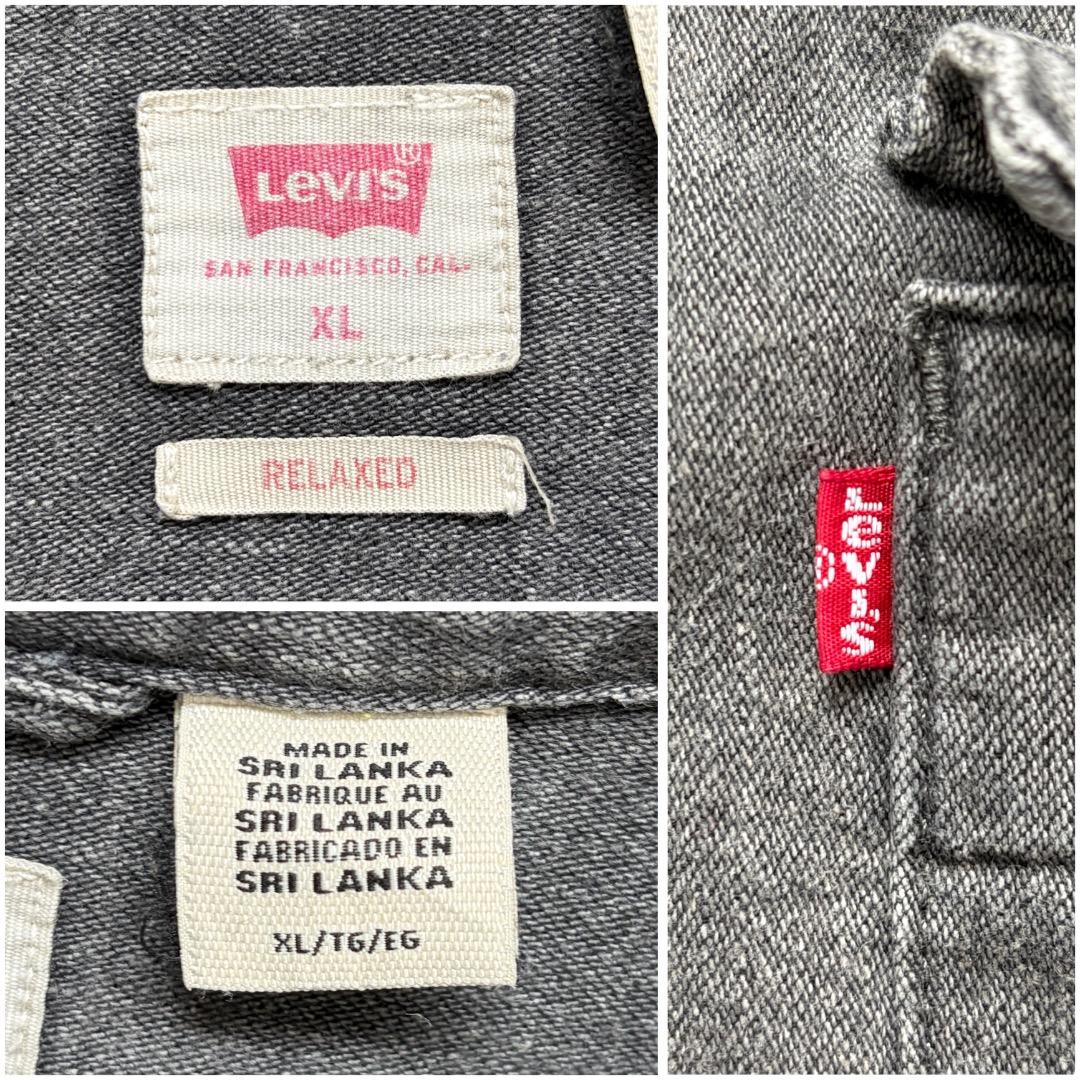 LEVI'S ®
SAN FRANCISCO, CAL.
XL
RELAXED
MADE IN
SRI LANKA
FABRIQUE AU
SRI LANKA
FABRICADO EN
SRI LANKA
XL/TG/EG
LEVI'S
®